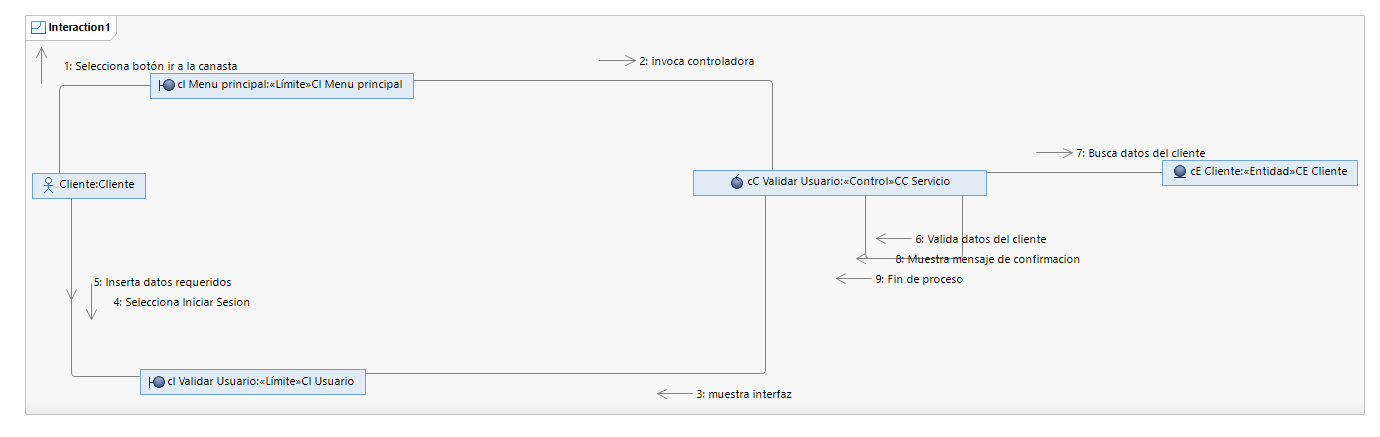 Interaction1
1: Selecciona botón ir a la canasta
2: invoca controladora
cI Menu principal:«Límite»CI Menu principal
7: Busca datos del cliente
cE Cliente:«Entidad»CE Cliente
Cliente:Cliente
cC Validar Usuario:«Control»CC Servicio
6: Valida datos del cliente
8: Muestra mensaje de confirmacion
9: Fin de proceso
5: Inserta datos requeridos
4: Selecciona Iniciar Sesion
cI Validar Usuario:«Límite»CI Usuario
3: muestra interfaz